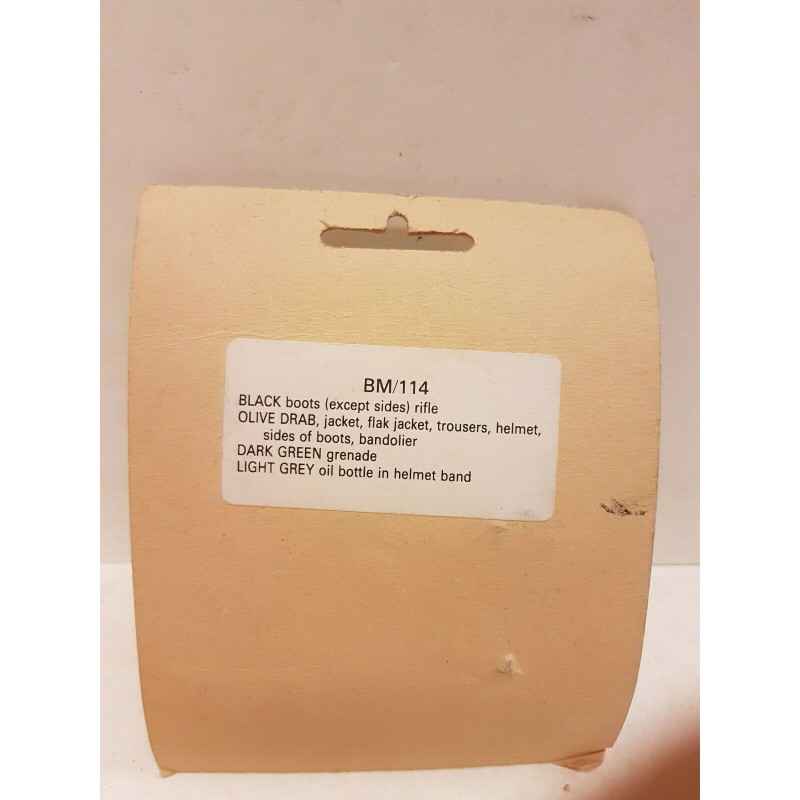 BM/114
BLACK boots (except sides) rifle
OLIVE DRAB, jacket, flak jacket, trousers, helmet,
sides of boots, bandolier
DARK GREEN grenade
LIGHT GREY oil bottle in helmet band